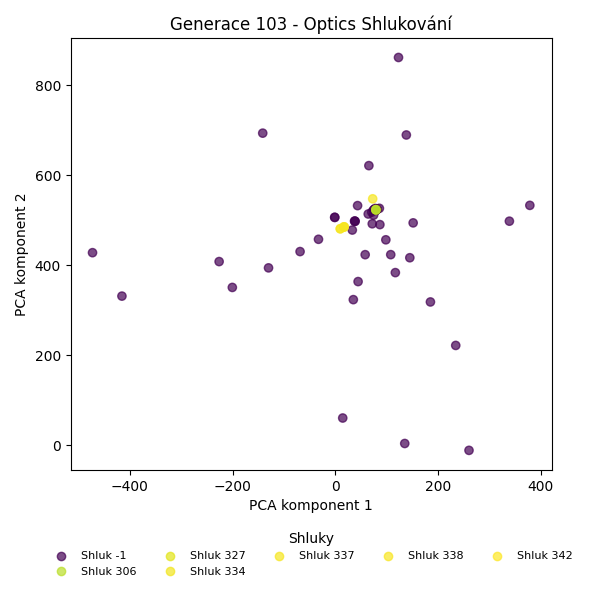 Generace 103 - Optics Shlukování
PCA komponent 2
800
600
400
200
0
−400 −200 0 200 400
PCA komponent 1
Shluky
Shluk -1 Shluk 327 Shluk 337 Shluk 338 Shluk 342
Shluk 306 Shluk 334